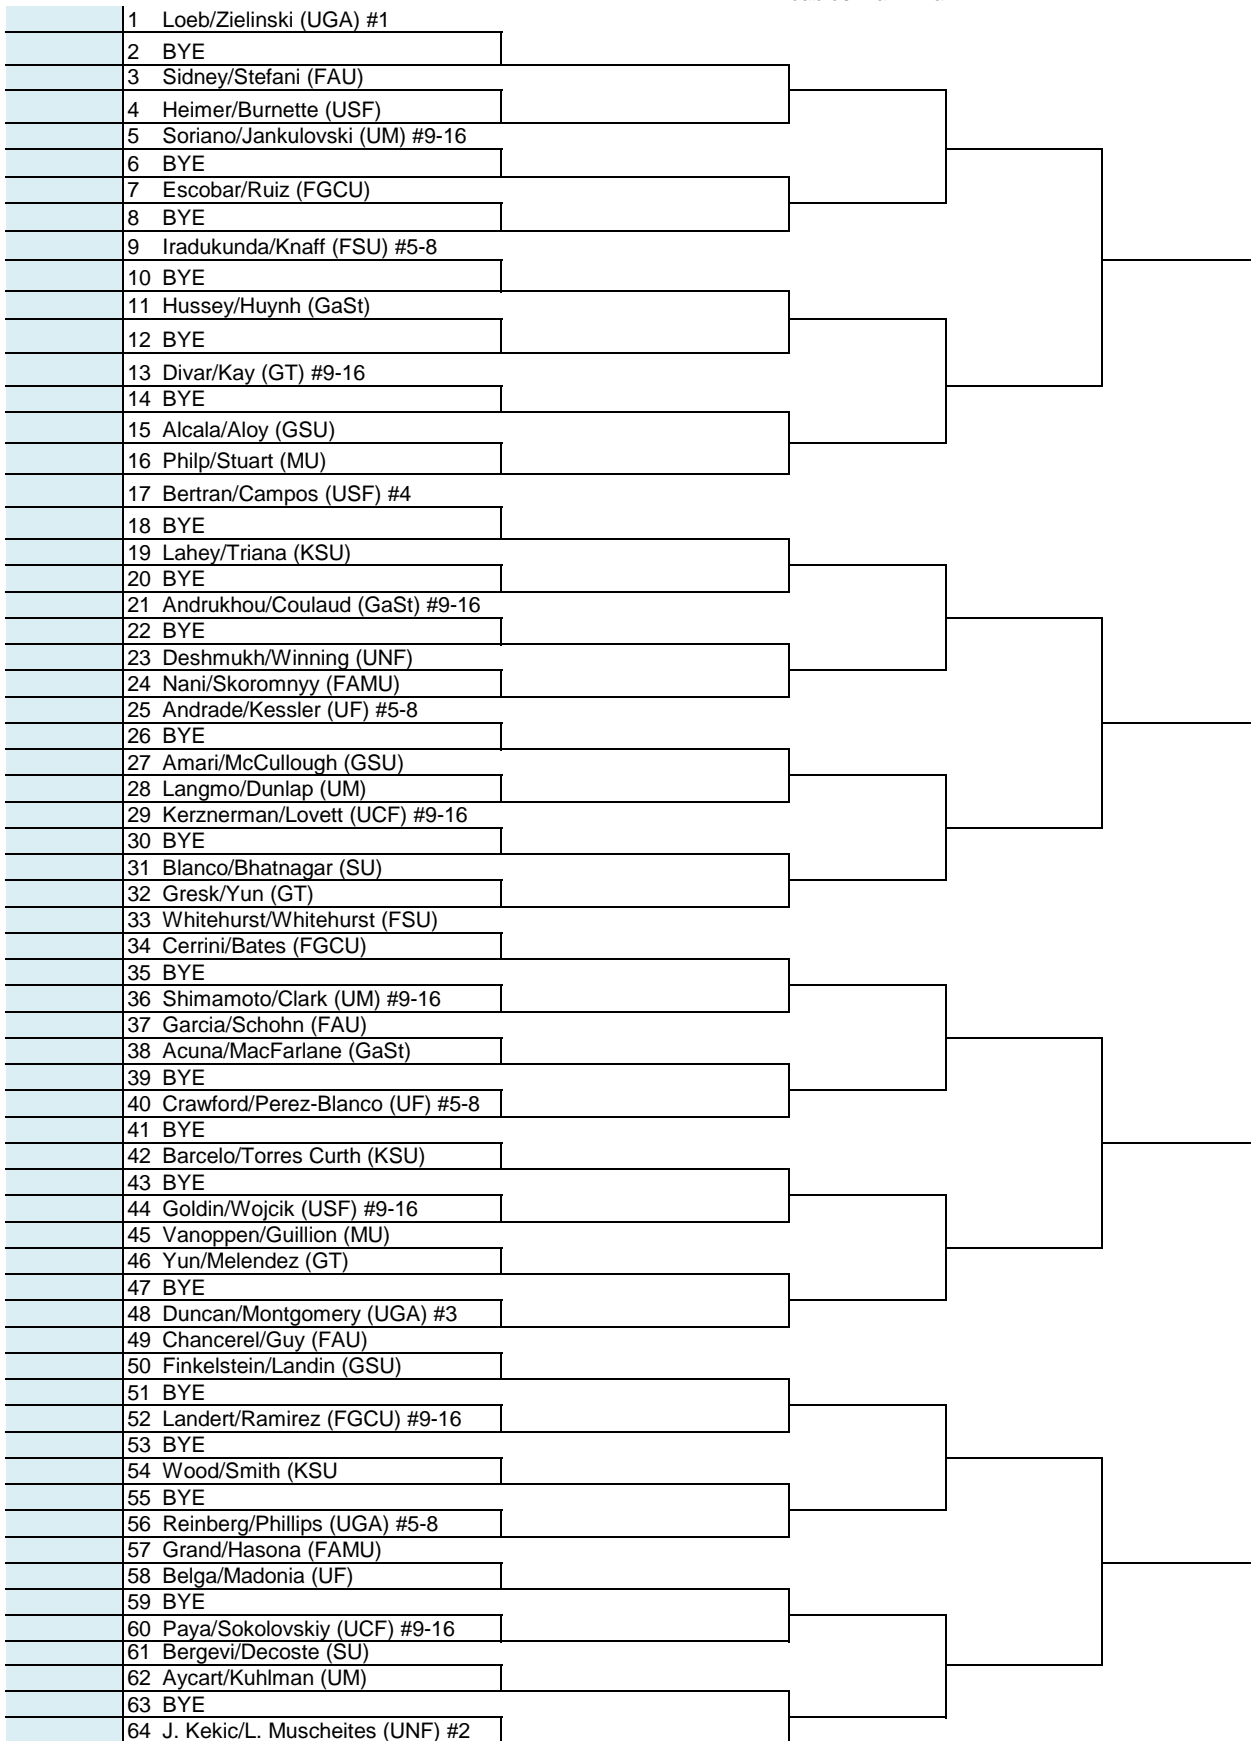 1 Loeb/Zielinski (UGA) #1
2 BYE
3 Sidney/Stefani (FAU)
4 Heimer/Burnette (USF)
5 Soriano/Jankulovski (UM) #9-16
6 BYE
7 Escobar/Ruiz (FGCU)
8 BYE
9 Iradukunda/Knaff (FSU) #5-8
10 BYE
11 Hussey/Huynh (GaSt)
12 BYE
13 Divar/Kay (GT) #9-16
14 BYE
15 Alcala/Aloy (GSU)
16 Philp/Stuart (MU)
17 Bertran/Campos (USF) #4
18 BYE
19 Lahey/Triana (KSU)
20 BYE
21 Andrukhou/Coulaud (GaSt) #9-16
22 BYE
23 Deshmukh/Winning (UNF)
24 Nani/Skoromnyy (FAMU)
25 Andrade/Kessler (UF) #5-8
26 BYE
27 Amari/McCullough (GSU)
28 Langmo/Dunlap (UM)
29 Kerznerman/Lovett (UCF) #9-16
30 BYE
31 Blanco/Bhatnagar (SU)
32 Gresk/Yun (GT)
33 Whitehurst/Whitehurst (FSU)
34 Cerrini/Bates (FGCU)
35 BYE
36 Shimamoto/Clark (UM) #9-16
37 Garcia/Schohn (FAU)
38 Acuna/MacFarlane (GaSt)
39 BYE
40 Crawford/Perez-Blanco (UF) #5-8
41 BYE
42 Barcelo/Torres Curth (KSU)
43 BYE
44 Goldin/Wojcik (USF) #9-16
45 Vanoppen/Guillion (MU)
46 Yun/Melendez (GT)
47 BYE
48 Duncan/Montgomery (UGA) #3
49 Chancerel/Guy (FAU)
50 Finkelstein/Landin (GSU)
51 BYE
52 Landert/Ramirez (FGCU) #9-16
53 BYE
54 Wood/Smith (KSU
55 BYE
56 Reinberg/Phillips (UGA) #5-8
57 Grand/Hasona (FAMU)
58 Belga/Madonia (UF)
59 BYE
60 Paya/Sokolovskiy (UCF) #9-16
61 Bergevi/Decoste (SU)
62 Aycart/Kuhlman (UM)
63 BYE
64 J. Kekic/L. Muscheites (UNF) #2